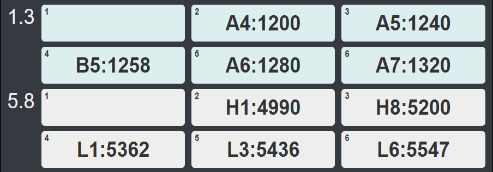 1.3 1 2 A4:1200 3 A5:1240
4 B5:1258 5 A6:1280 6 A7:1320
5.8 1 2 H1:4990 3 H8:5200
4 L1:5362 5 L3:5436 6 L6:5547